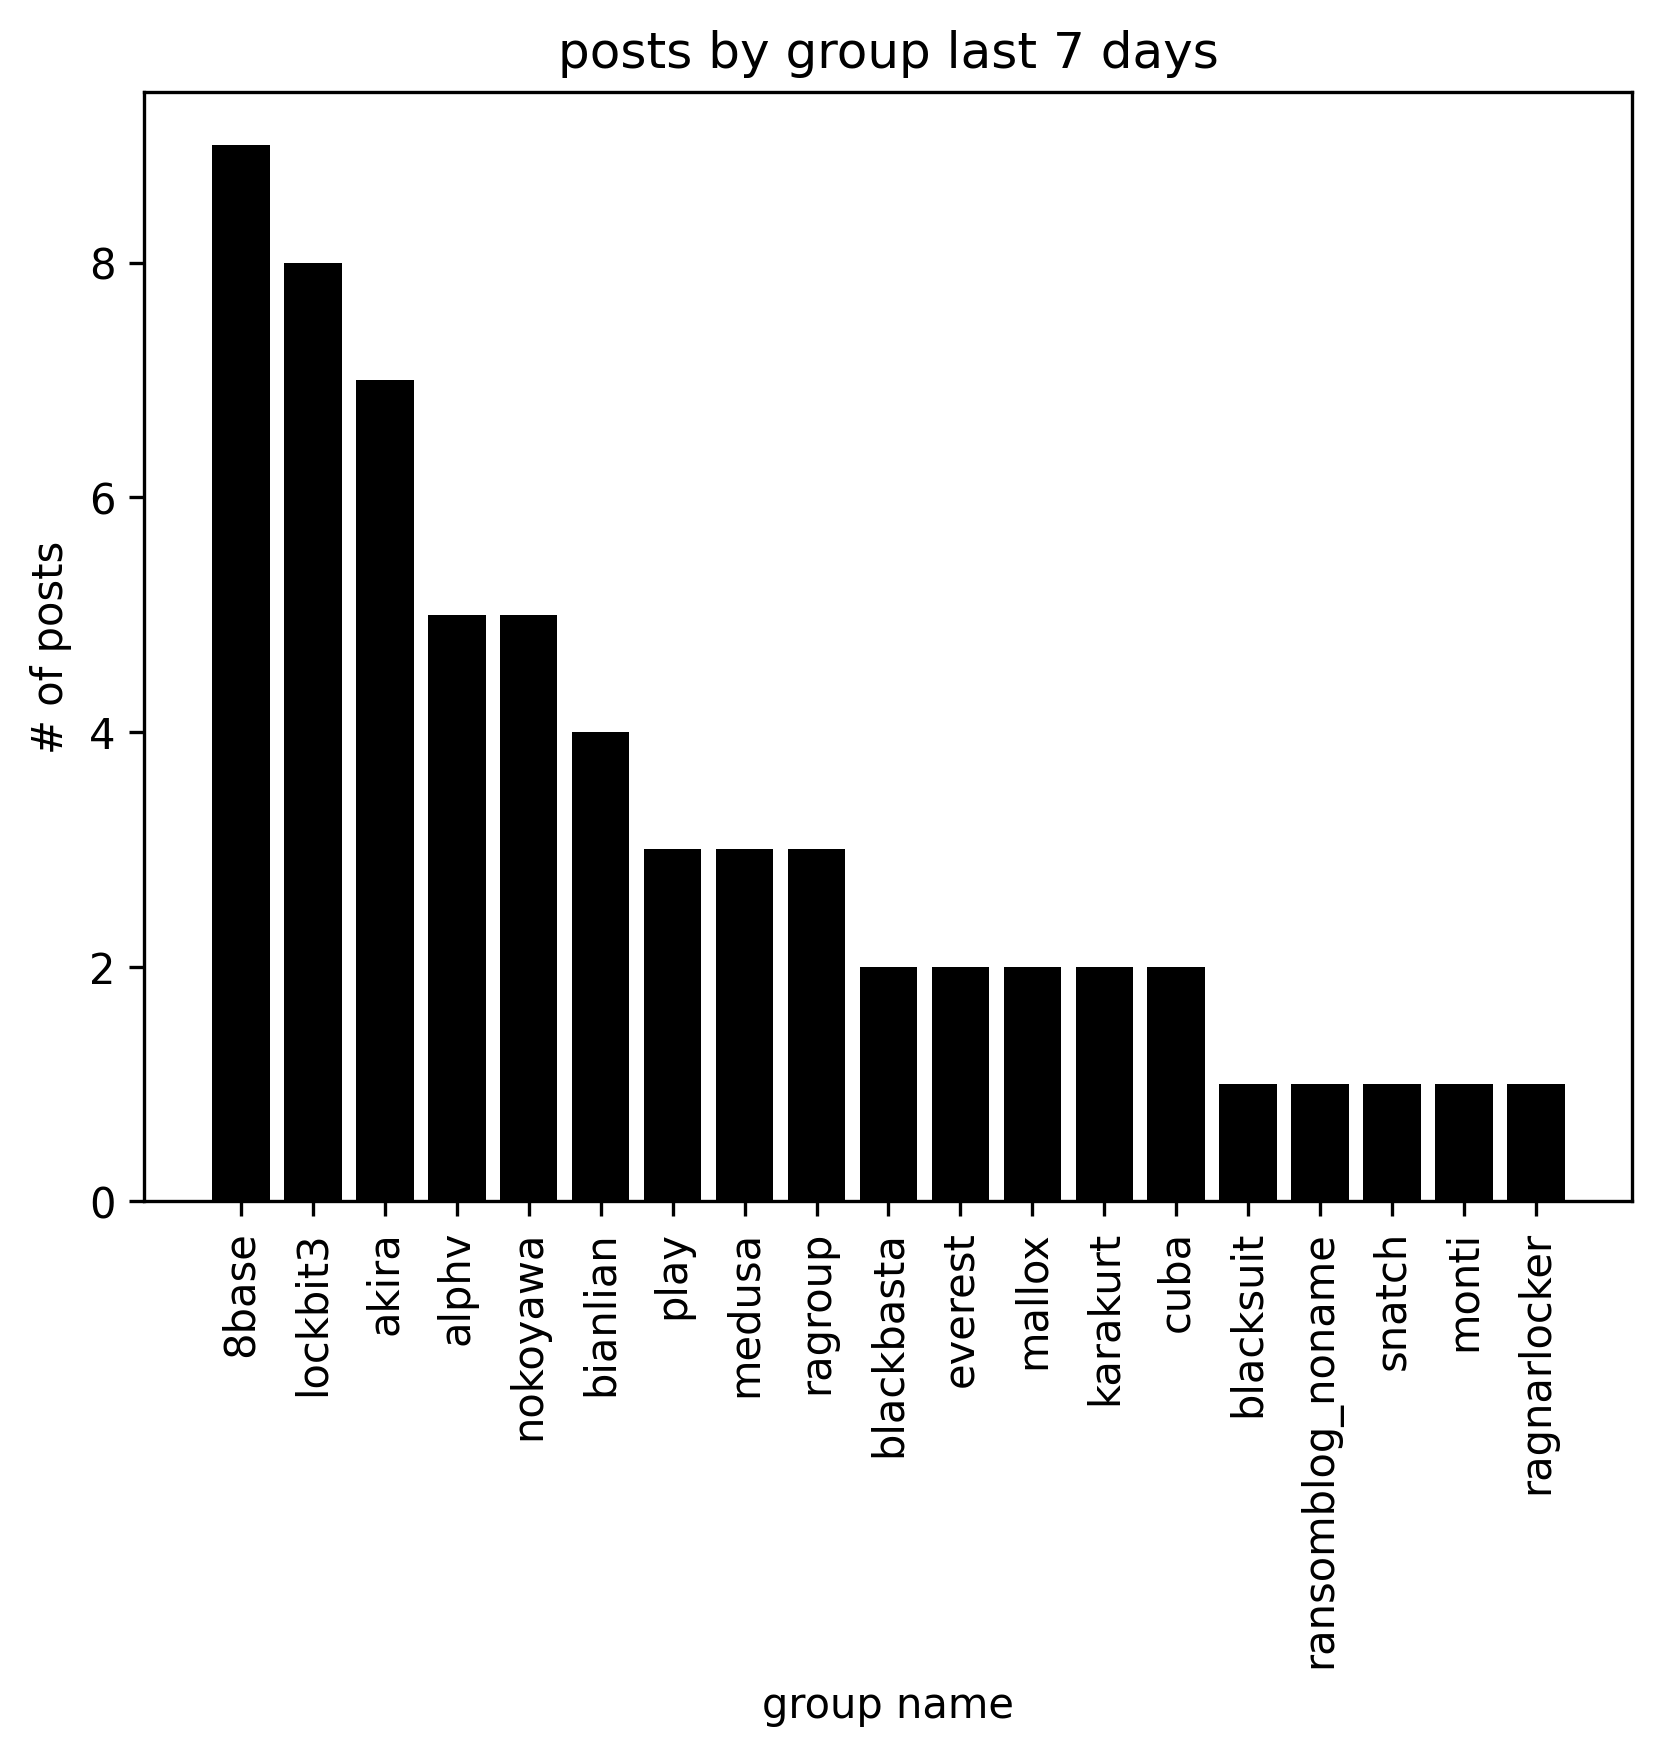 posts by group last 7 days
# of posts
8
6
4
2
0
8base
lockbit3
akira
alphv
nokoyawa
bianlian
play
medusa
ragroup
blackbasta
everest
mallox
karakurt
cuba
blacksuit
ransomblog_noname
snatch
monti
ragnarlocker
group name